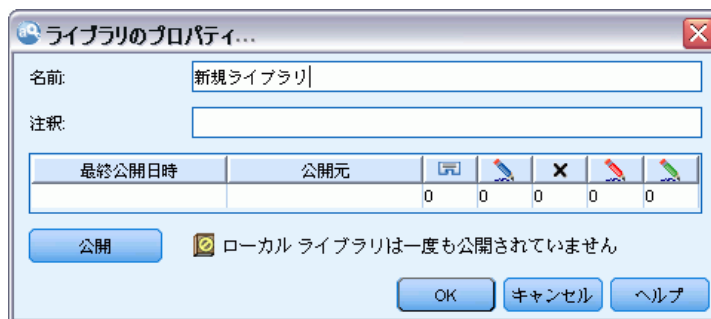 ライブラリのプロパティ...
名前:
新規ライブラリ
注釈:
最終公開日時 公開元
0 0 0 0 0
公開 ローカル ライブラリは一度も公開されていません
OK キャンセル ヘルプ